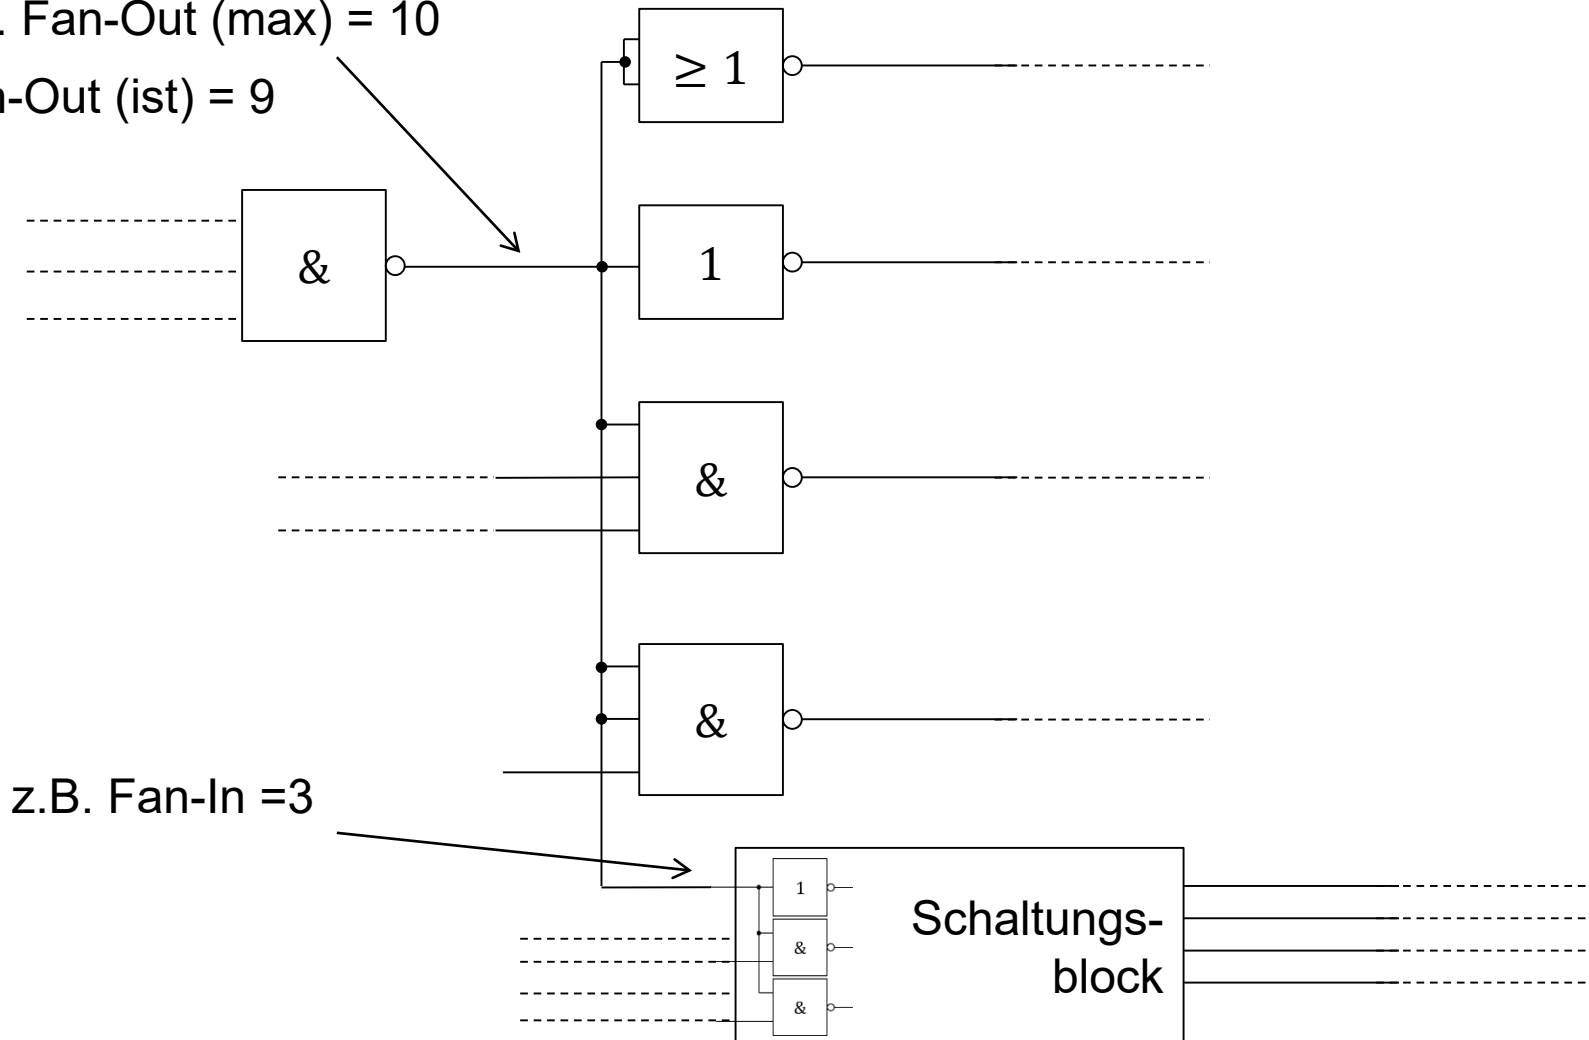 . Fan-Out (max) = 10
n-Out (ist) = 9
≥ 1
&
1
&
&
z.B. Fan-In =3
1
&
&
Schaltungs-
block